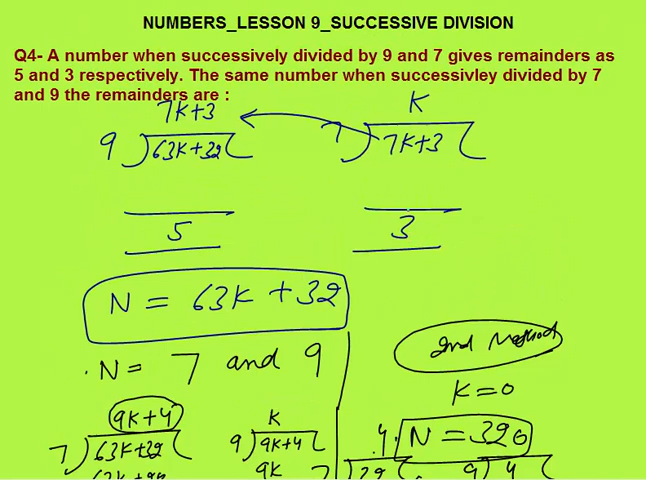 NUMBERS_LESSON 9_SUCCESSIVE DIVISION
Q4- A number when successively divided by 9 and 7 gives remainders as
5 and 3 respectively. The same number when successivley divided by 7
and 9 the remainders are :
7K+3
K
9 63K+32
7 7K+3
5
3
N = 63K + 32
N = 7 and 9
2nd Method
K=0
9K+4
K
4
N = 32
7 63K+32
9 9K+4
9K
7 32
9 4